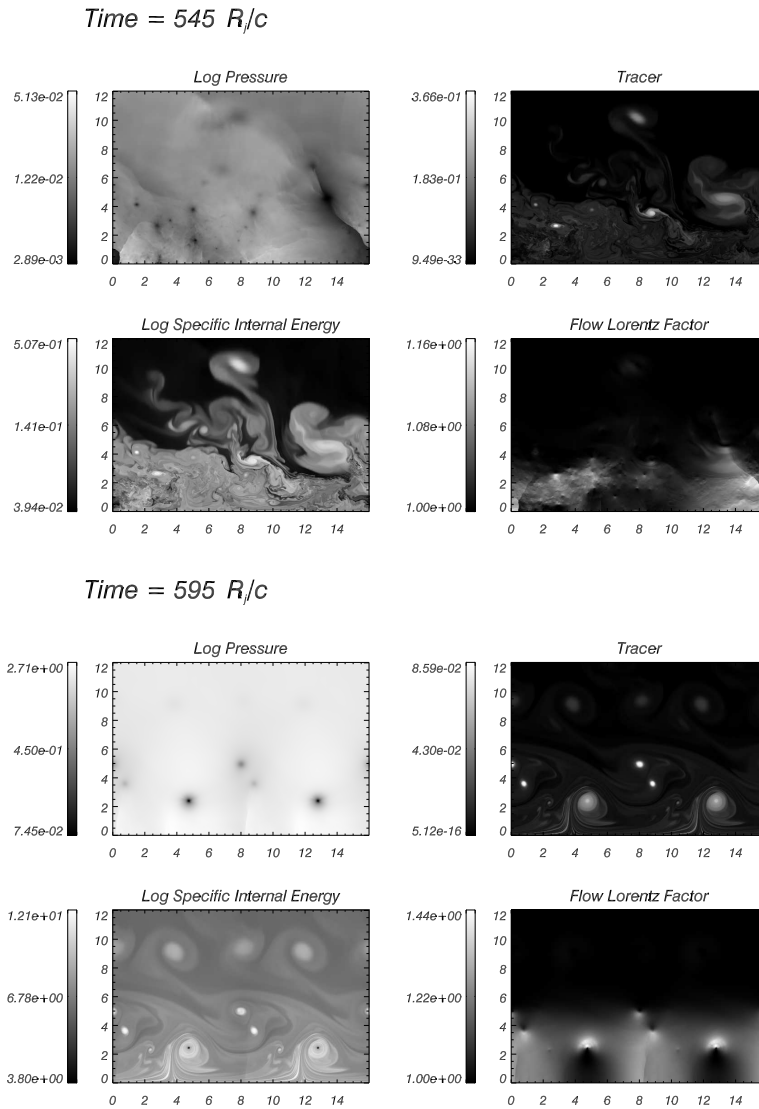 Time = 545 Rj/c
Log Pressure
5.13e-02
1.22e-02
2.89e-03
12
10
8
6
4
2
0
0 2 4 6 8 10 12 14
Tracer
3.66e-01
1.83e-01
9.49e-33
12
10
8
6
4
2
0
0 2 4 6 8 10 12 14
Log Specific Internal Energy
5.07e-01
1.41e-01
3.94e-02
12
10
8
6
4
2
0
0 2 4 6 8 10 12 14
Flow Lorentz Factor
1.16e+00
1.08e+00
1.00e+00
12
10
8
6
4
2
0
0 2 4 6 8 10 12 14
Time = 595 Rj/c
Log Pressure
2.71e+00
4.50e-01
7.45e-02
12
10
8
6
4
2
0
0 2 4 6 8 10 12 14
Tracer
8.59e-02
4.30e-02
5.12e-16
12
10
8
6
4
2
0
0 2 4 6 8 10 12 14
Log Specific Internal Energy
1.21e+01
6.78e+00
3.80e+00
12
10
8
6
4
2
0
0 2 4 6 8 10 12 14
Flow Lorentz Factor
1.44e+00
1.22e+00
1.00e+00
12
10
8
6
4
2
0
0 2 4 6 8 10 12 14